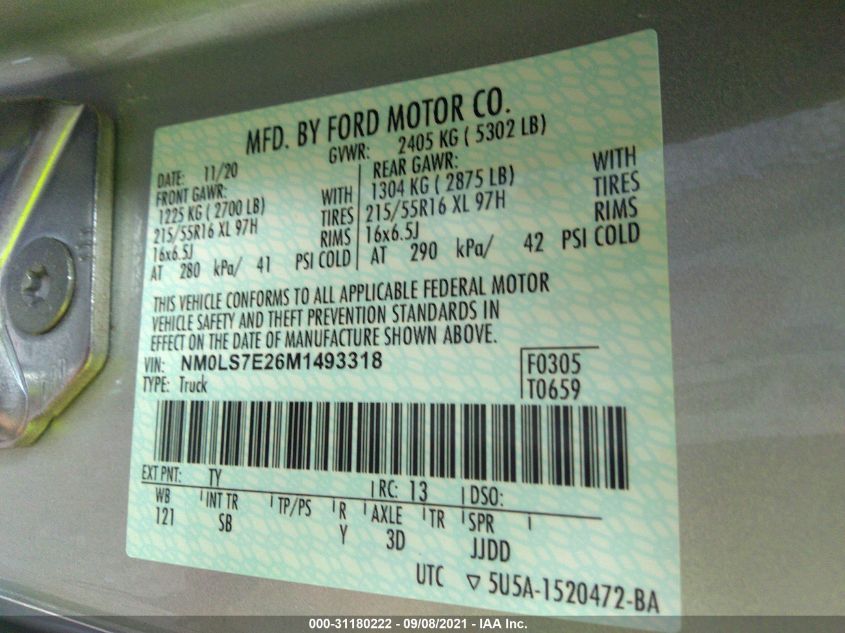 MFD. BY FORD MOTOR CO.
DATE: 11/20 GVWR: 2405 KG ( 5302 LB)
FRONT GAWR: REAR GAWR:
1225 KG ( 2700 LB) WITH 1304 KG ( 2875 LB) WITH
215/55R16 XL 97H TIRES 215/55R16 XL 97H TIRES
16x6.5J RIMS 16x6.5J RIMS
AT 280 kPa/ 41 PSI COLD AT 290 kPa/ 42 PSI COLD
THIS VEHICLE CONFORMS TO ALL APPLICABLE FEDERAL MOTOR
VEHICLE SAFETY AND THEFT PREVENTION STANDARDS IN
EFFECT ON THE DATE OF MANUFACTURE SHOWN ABOVE.
VIN: NM0LS7E26M1493318 F0305
TYPE: Truck T0659
EXT PNT: TY RC: 13 DSO:
WB INT TR TP/PS R AXLE TR SPR
121 SB Y 3D JJDD
UTC ▽ 5U5A-1520472-BA
000-31180222 - 09/08/2021 - IAA Inc.